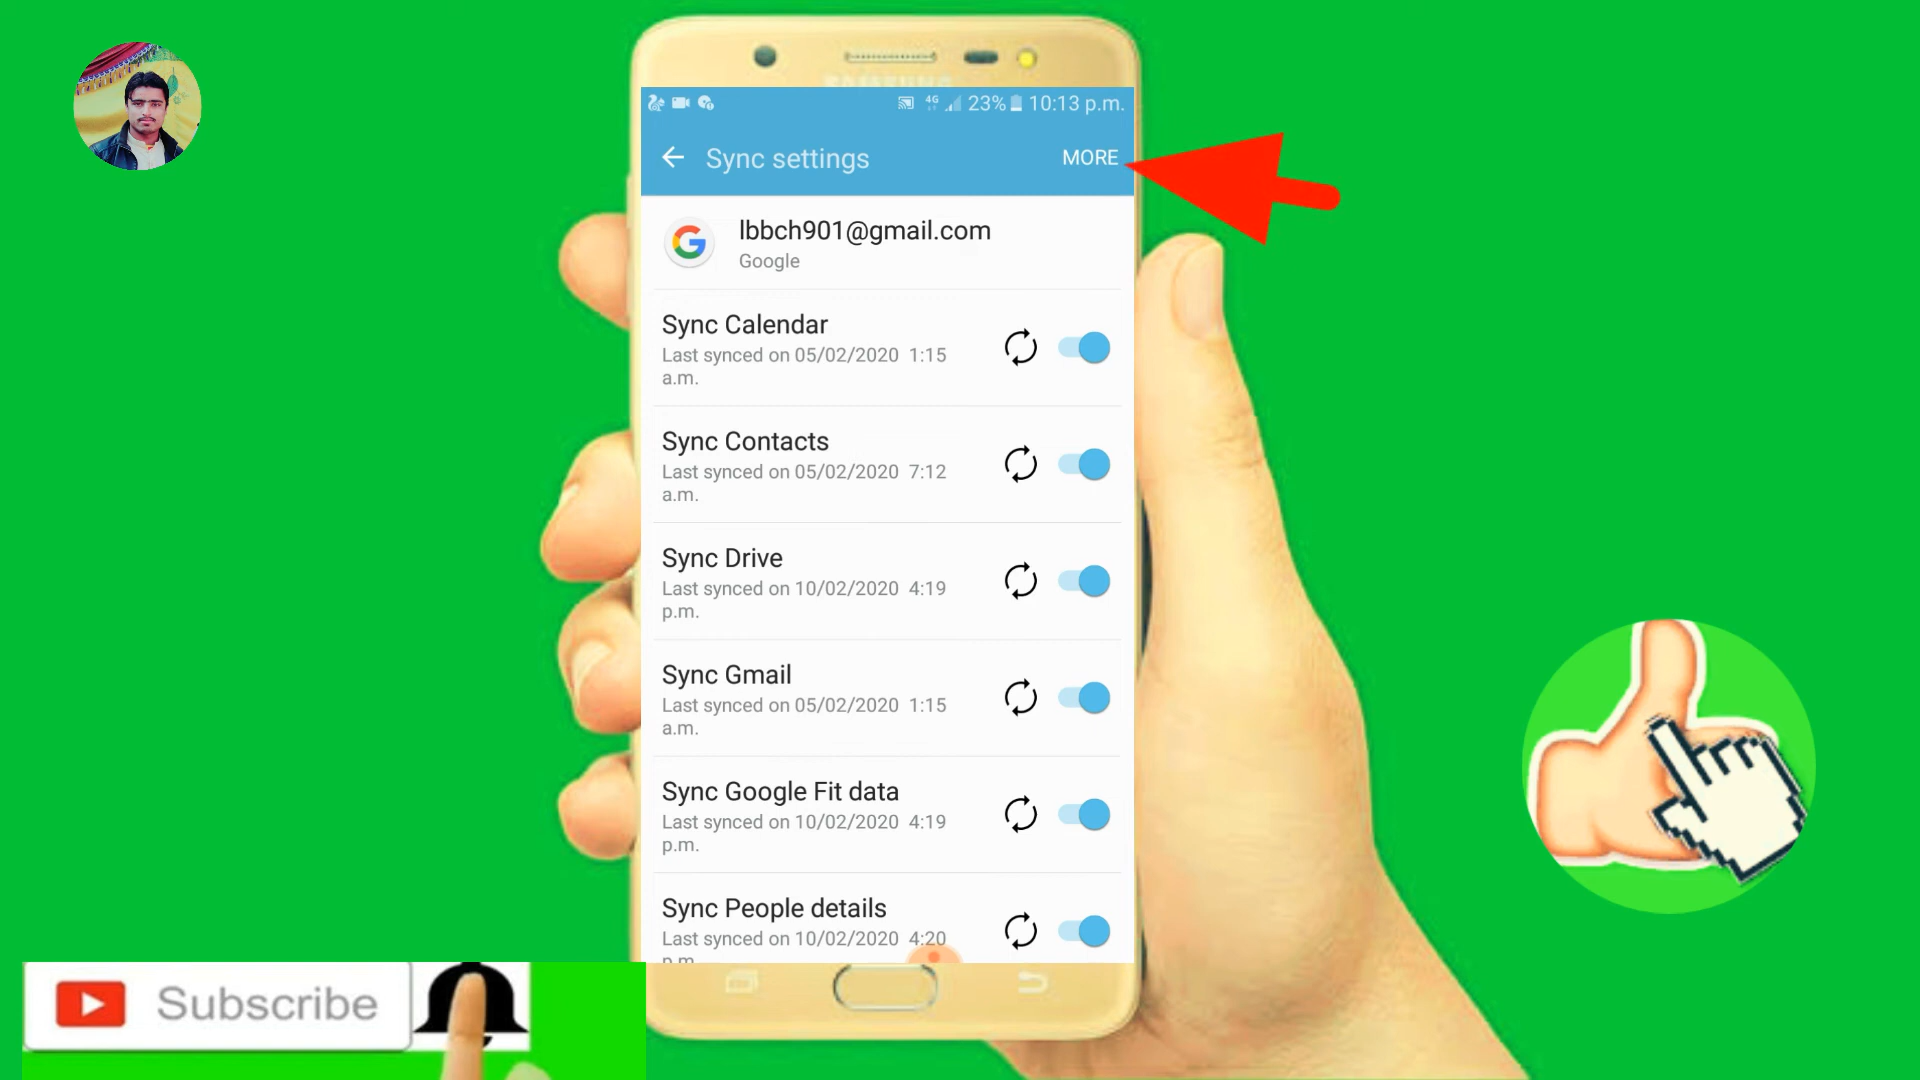 SAMSUNG
4G 23% 10:13 p.m.
Sync settings MORE
lbbch901@gmail.com
Google
Sync Calendar
Last synced on 05/02/2020 1:15
a.m.
Sync Contacts
Last synced on 05/02/2020 7:12
a.m.
Sync Drive
Last synced on 10/02/2020 4:19
p.m.
Sync Gmail
Last synced on 05/02/2020 1:15
a.m.
Sync Google Fit data
Last synced on 10/02/2020 4:19
p.m.
Sync People details
Last synced on 10/02/2020 4:20
p.m.
Subscribe